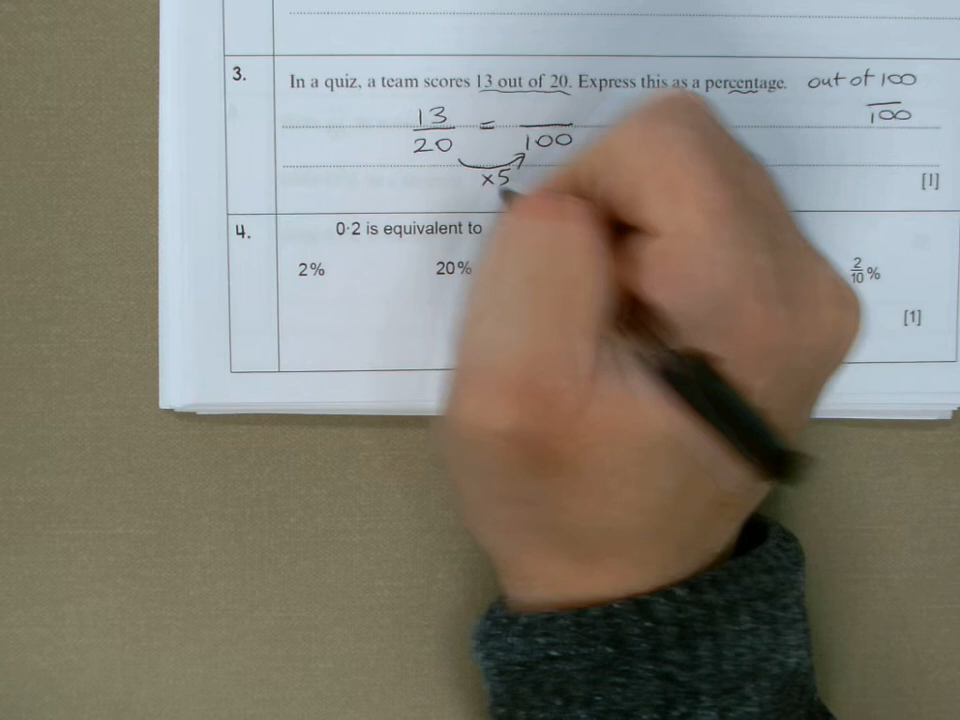 3. In a quiz, a team scores 13 out of 20. Express this as a percentage. out of 100
13/20 = /100 /100
×5
[1]
4. 0·2 is equivalent to
2% 20% 2/10 %
[1]